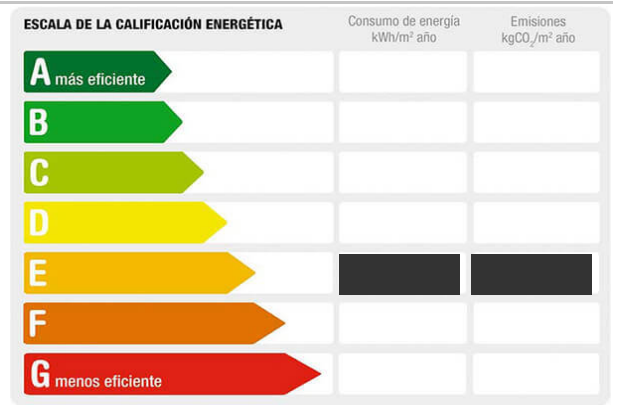 ESCALA DE LA CALIFICACIÓN ENERGÉTICA
Consumo de energía
kWh/m² año
Emisiones
kgCO₂/m² año
A más eficiente
B
C
D
E
F
G menos eficiente